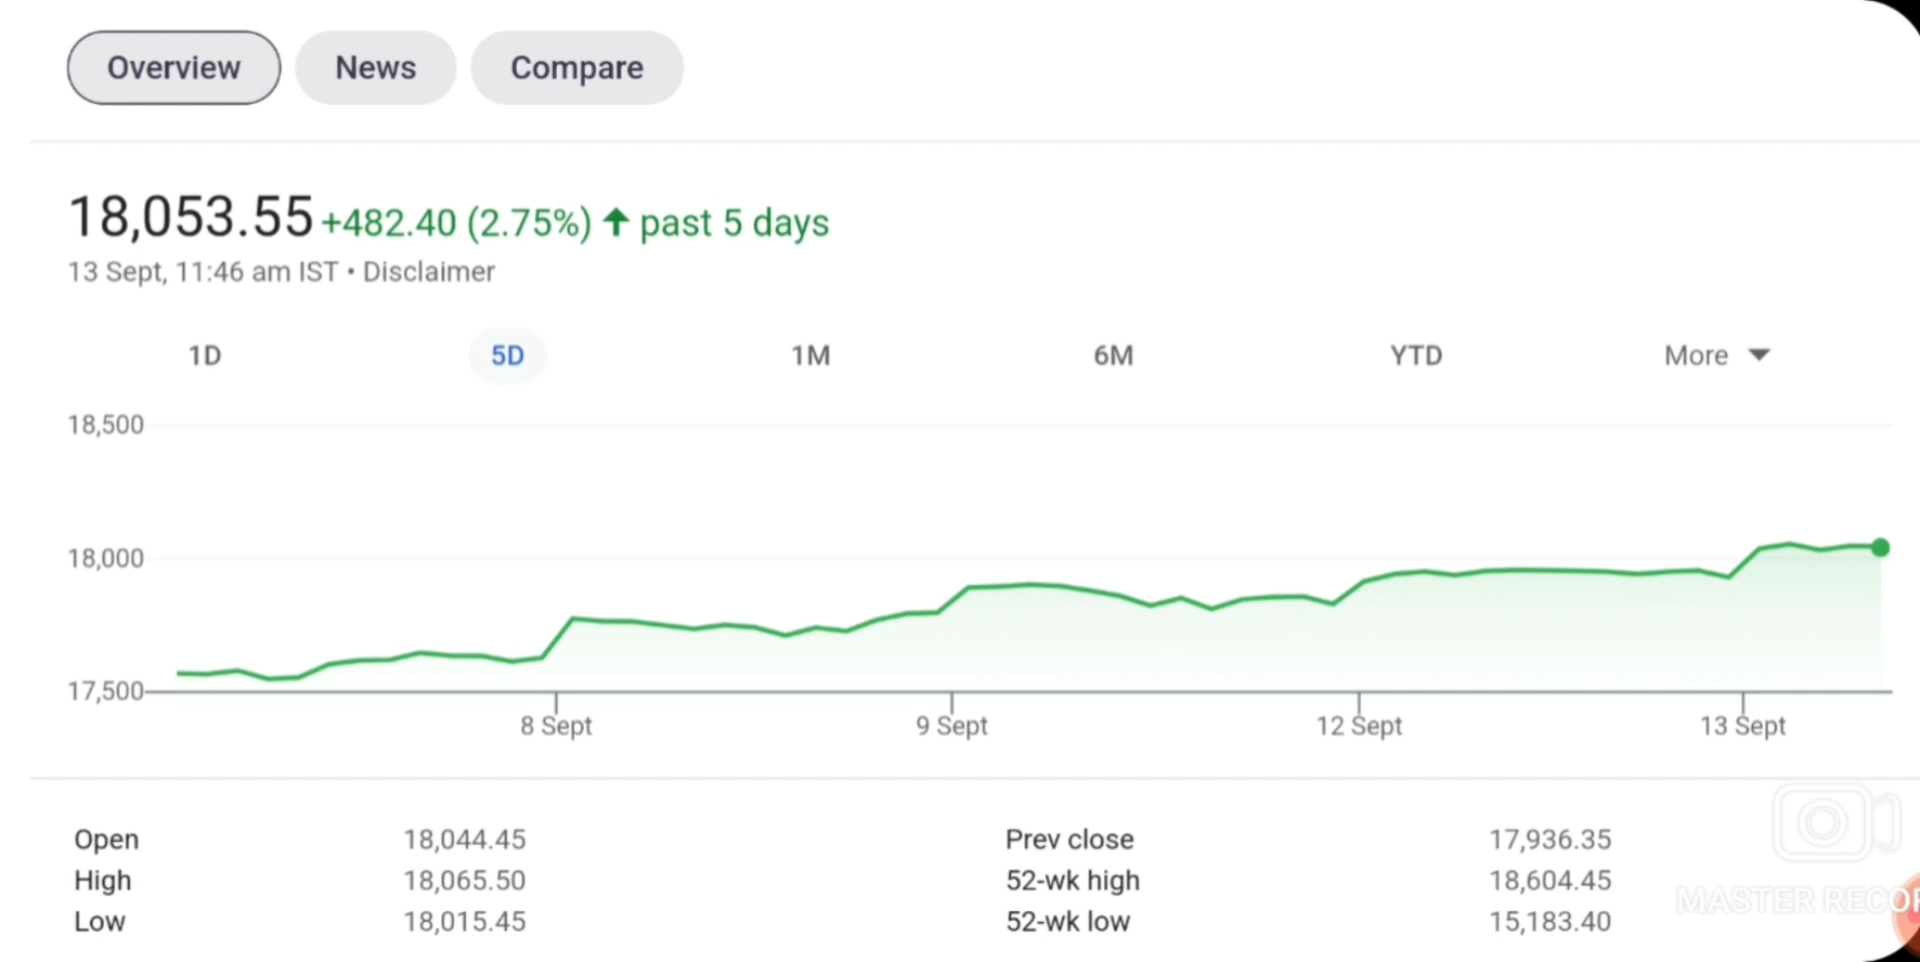 Overview News Compare
18,053.55 +482.40 (2.75%) ↑ past 5 days
13 Sept, 11:46 am IST • Disclaimer
1D 5D 1M 6M YTD More
18,500
18,000
17,500
8 Sept 9 Sept 12 Sept 13 Sept
Open 18,044.45 Prev close 17,936.35
High 18,065.50 52-wk high 18,604.45
Low 18,015.45 52-wk low 15,183.40
MASTER RECOR